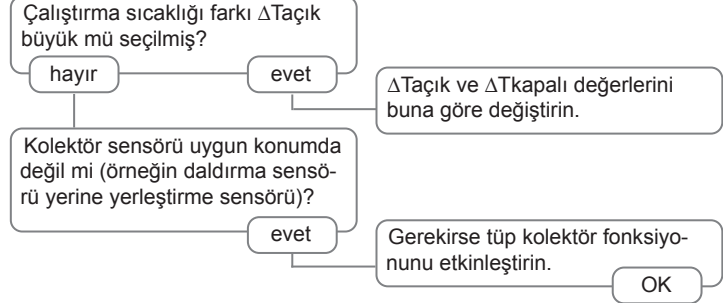 Çalıştırma sıcaklığı farkı ∆Taçık
büyük mü seçilmiş?
hayır
evet
∆Taçık ve ∆Tkapalı değerlerini
buna göre değiştirin.
Kolektör sensörü uygun konumda
değil mi (örneğin daldırma sensö-
rü yerine yerleştirme sensörü)?
evet
Gerekirse tüp kolektör fonksiyo-
nunu etkinleştirin.
OK